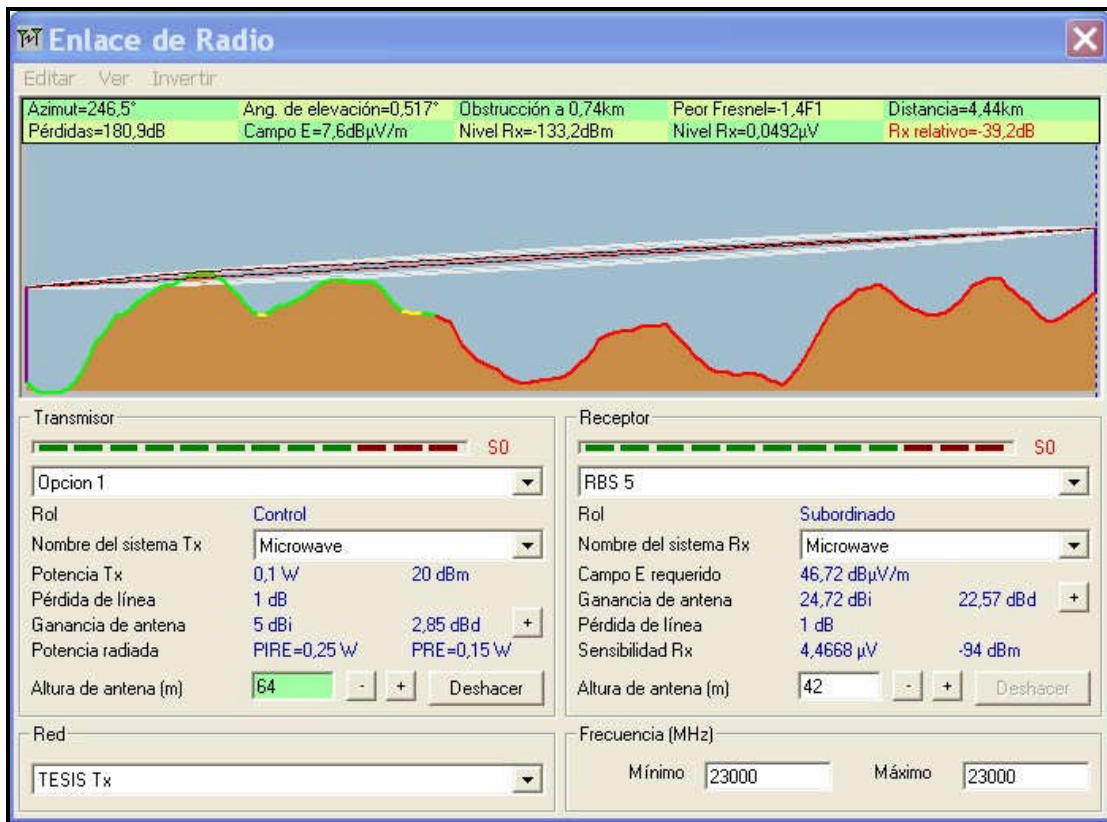 Enlace de Radio
Editar Ver Invertir
Azimut=246,5° Ang. de elevación=0,517° Obstrucción a 0,74km Peor Fresnel=-1,4F1 Distancia=4,44km
Pérdidas=180,9dB Campo E=7,6dBµV/m Nivel Rx=-133,2dBm Nivel Rx=0,0492µV Rx relativo=-39,2dB
Transmisor
S0
Opcion 1
Rol Control
Nombre del sistema Tx Microwave
Potencia Tx 0,1 W 20 dBm
Pérdida de línea 1 dB
Ganancia de antena 5 dBi 2,85 dBd +
Potencia radiada PIRE=0,25 W PRE=0,15 W
Altura de antena (m) 64 - + Deshacer
Red
TESIS Tx
Receptor
S0
RBS 5
Rol Subordinado
Nombre del sistema Rx Microwave
Campo E requerido 46,72 dBµV/m
Ganancia de antena 24,72 dBi 22,57 dBd +
Pérdida de línea 1 dB
Sensibilidad Rx 4,4668 µV -94 dBm
Altura de antena (m) 42 - + Deshacer
Frecuencia (MHz)
Mínimo 23000 Máximo 23000